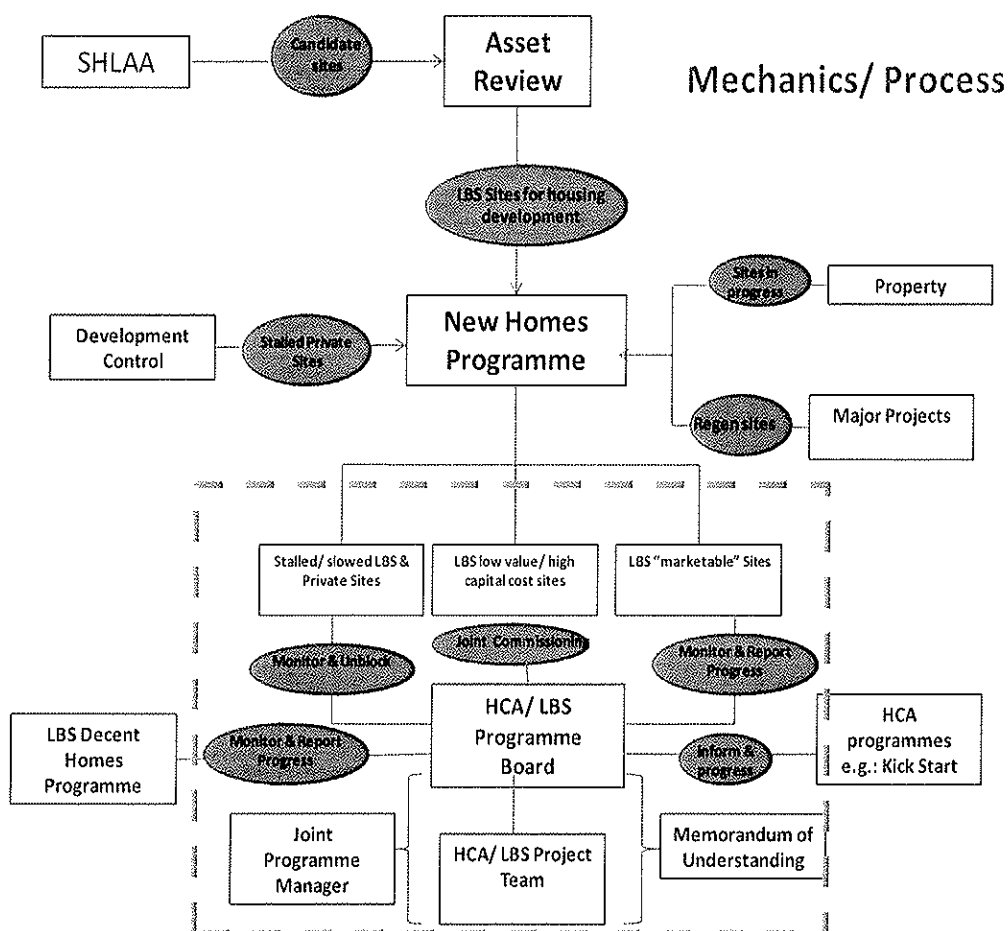 SHLAA
Candidate
sites
Asset
Review
Mechanics/ Process
LBS Sites for housing
development
Sites in
progress
Property
Development
Control
Stalled Private
Sites
New Homes
Programme
Regen sites
Major Projects
Stalled/ slowed LBS &
Private Sites
LBS low value/ high
capital cost sites
LBS "marketable" Sites
Monitor & Unblock
Joint Commissioning
Monitor & Report
Progress
LBS Decent
Homes
Programme
Monitor & Report
Progress
HCA/ LBS
Programme
Board
Inform &
progress
HCA
programmes
e.g.: Kick Start
Joint
Programme
Manager
HCA/ LBS Project
Team
Memorandum of
Understanding